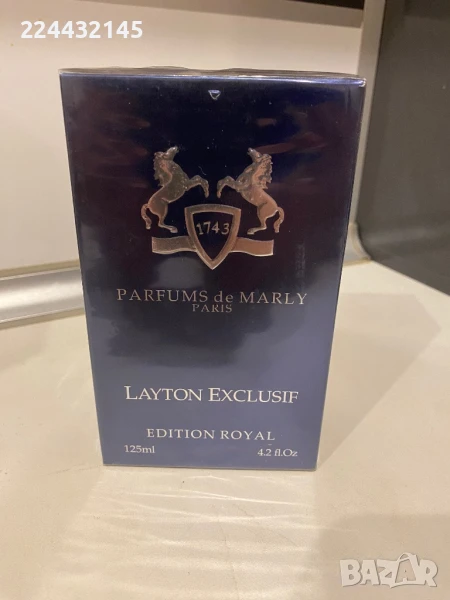 224432145
1743
PARFUMS de MARLY
PARIS
LAYTON EXCLUSIF
EDITION ROYAL
125ml 4.2 fl.Oz
BAZAR